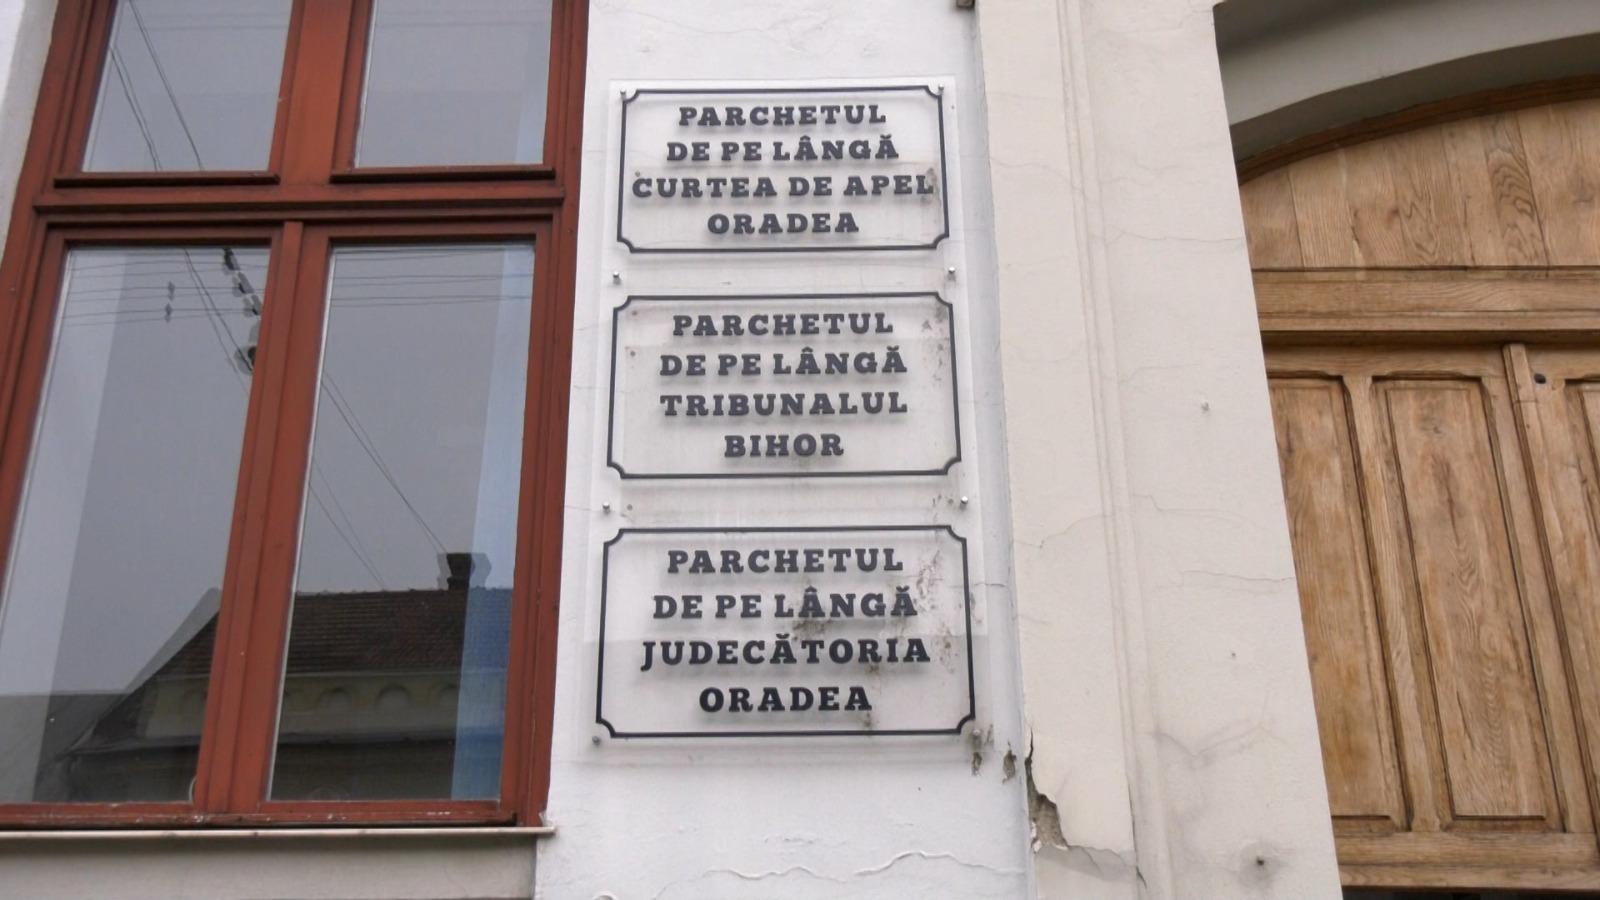 PARCHETUL
DE PE LÂNGĂ
CURTEA DE APEL
ORADEA
PARCHETUL
DE PE LÂNGĂ
TRIBUNALUL
BIHOR
PARCHETUL
DE PE LÂNGĂ
JUDECĂTORIA
ORADEA